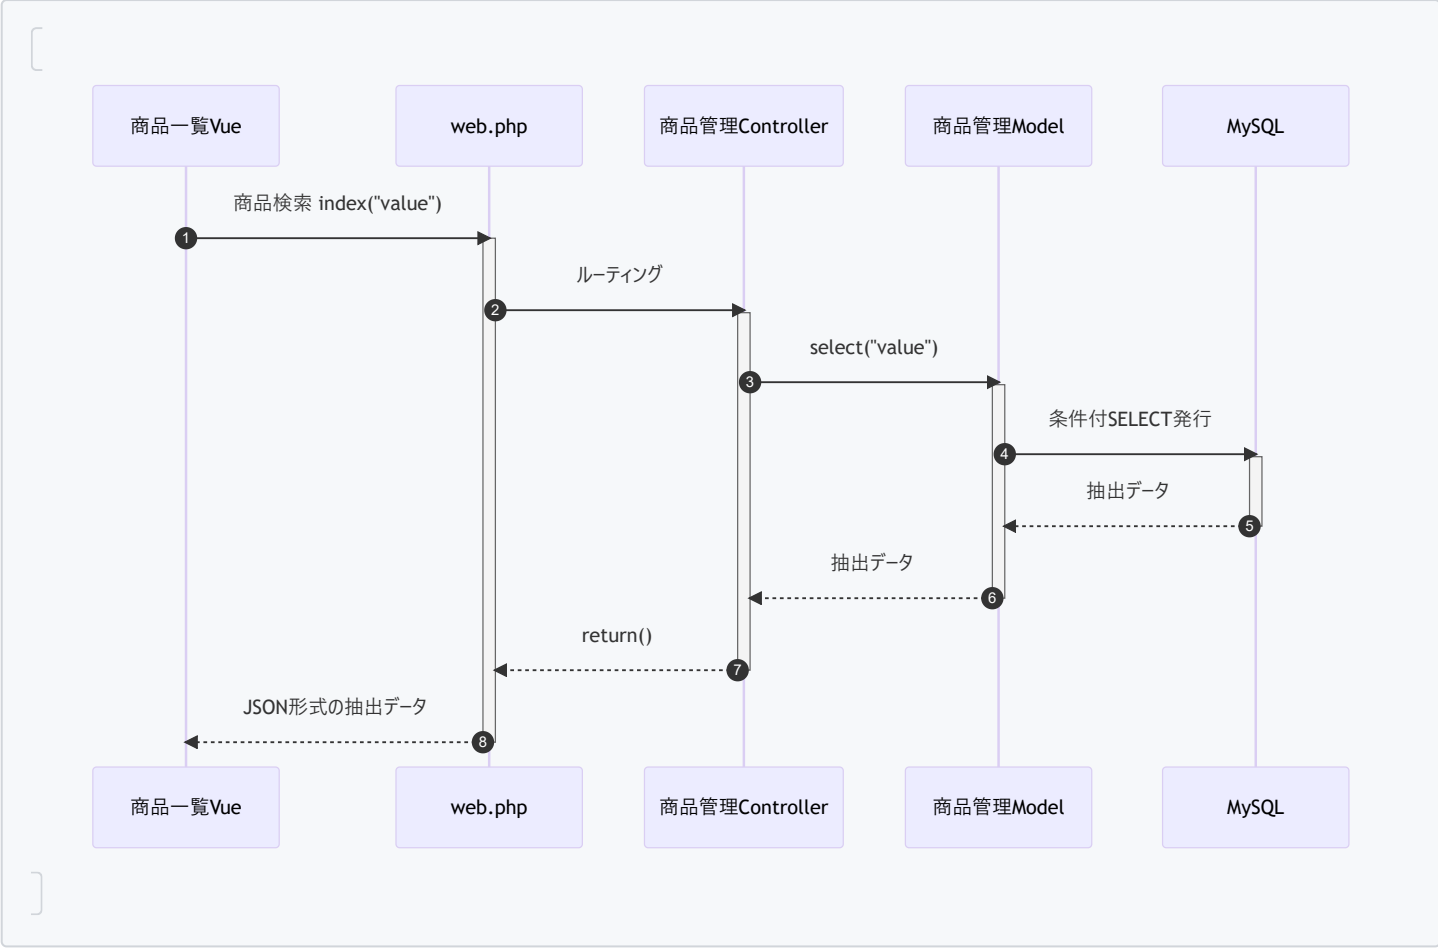 商品一覧Vue
web.php
商品管理Controller
商品管理Model
MySQL
商品検索 index("value")
1
ルーティング
2
select("value")
3
条件付SELECT発行
4
抽出データ
5
抽出データ
6
return()
7
JSON形式の抽出データ
8
商品一覧Vue
web.php
商品管理Controller
商品管理Model
MySQL